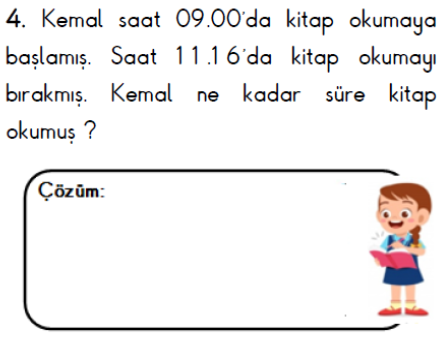 4. Kemal saat 09.00'da kitap okumaya
başlamış. Saat 11.16'da kitap okumayı
bırakmış. Kemal ne kadar süre kitap
okumuş ?
Çözüm: